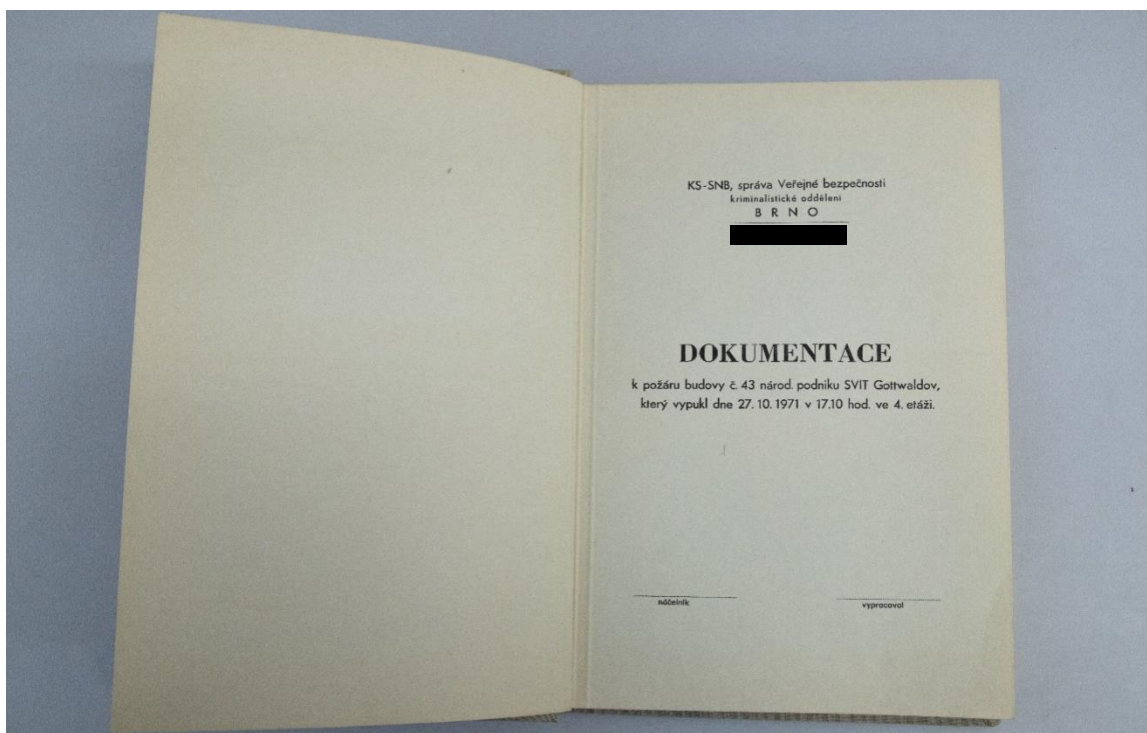 KS-SNB, správa Veřejné bezpečnosti
kriminalistické oddělení
BRNO
DOKUMENTACE
k požáru budovy č. 43 národ. podniku SVIT Gottwaldov,
který vypukl dne 27. 10. 1971 v 17.10 hod. ve 4. etáži.
náčelník vypracoval